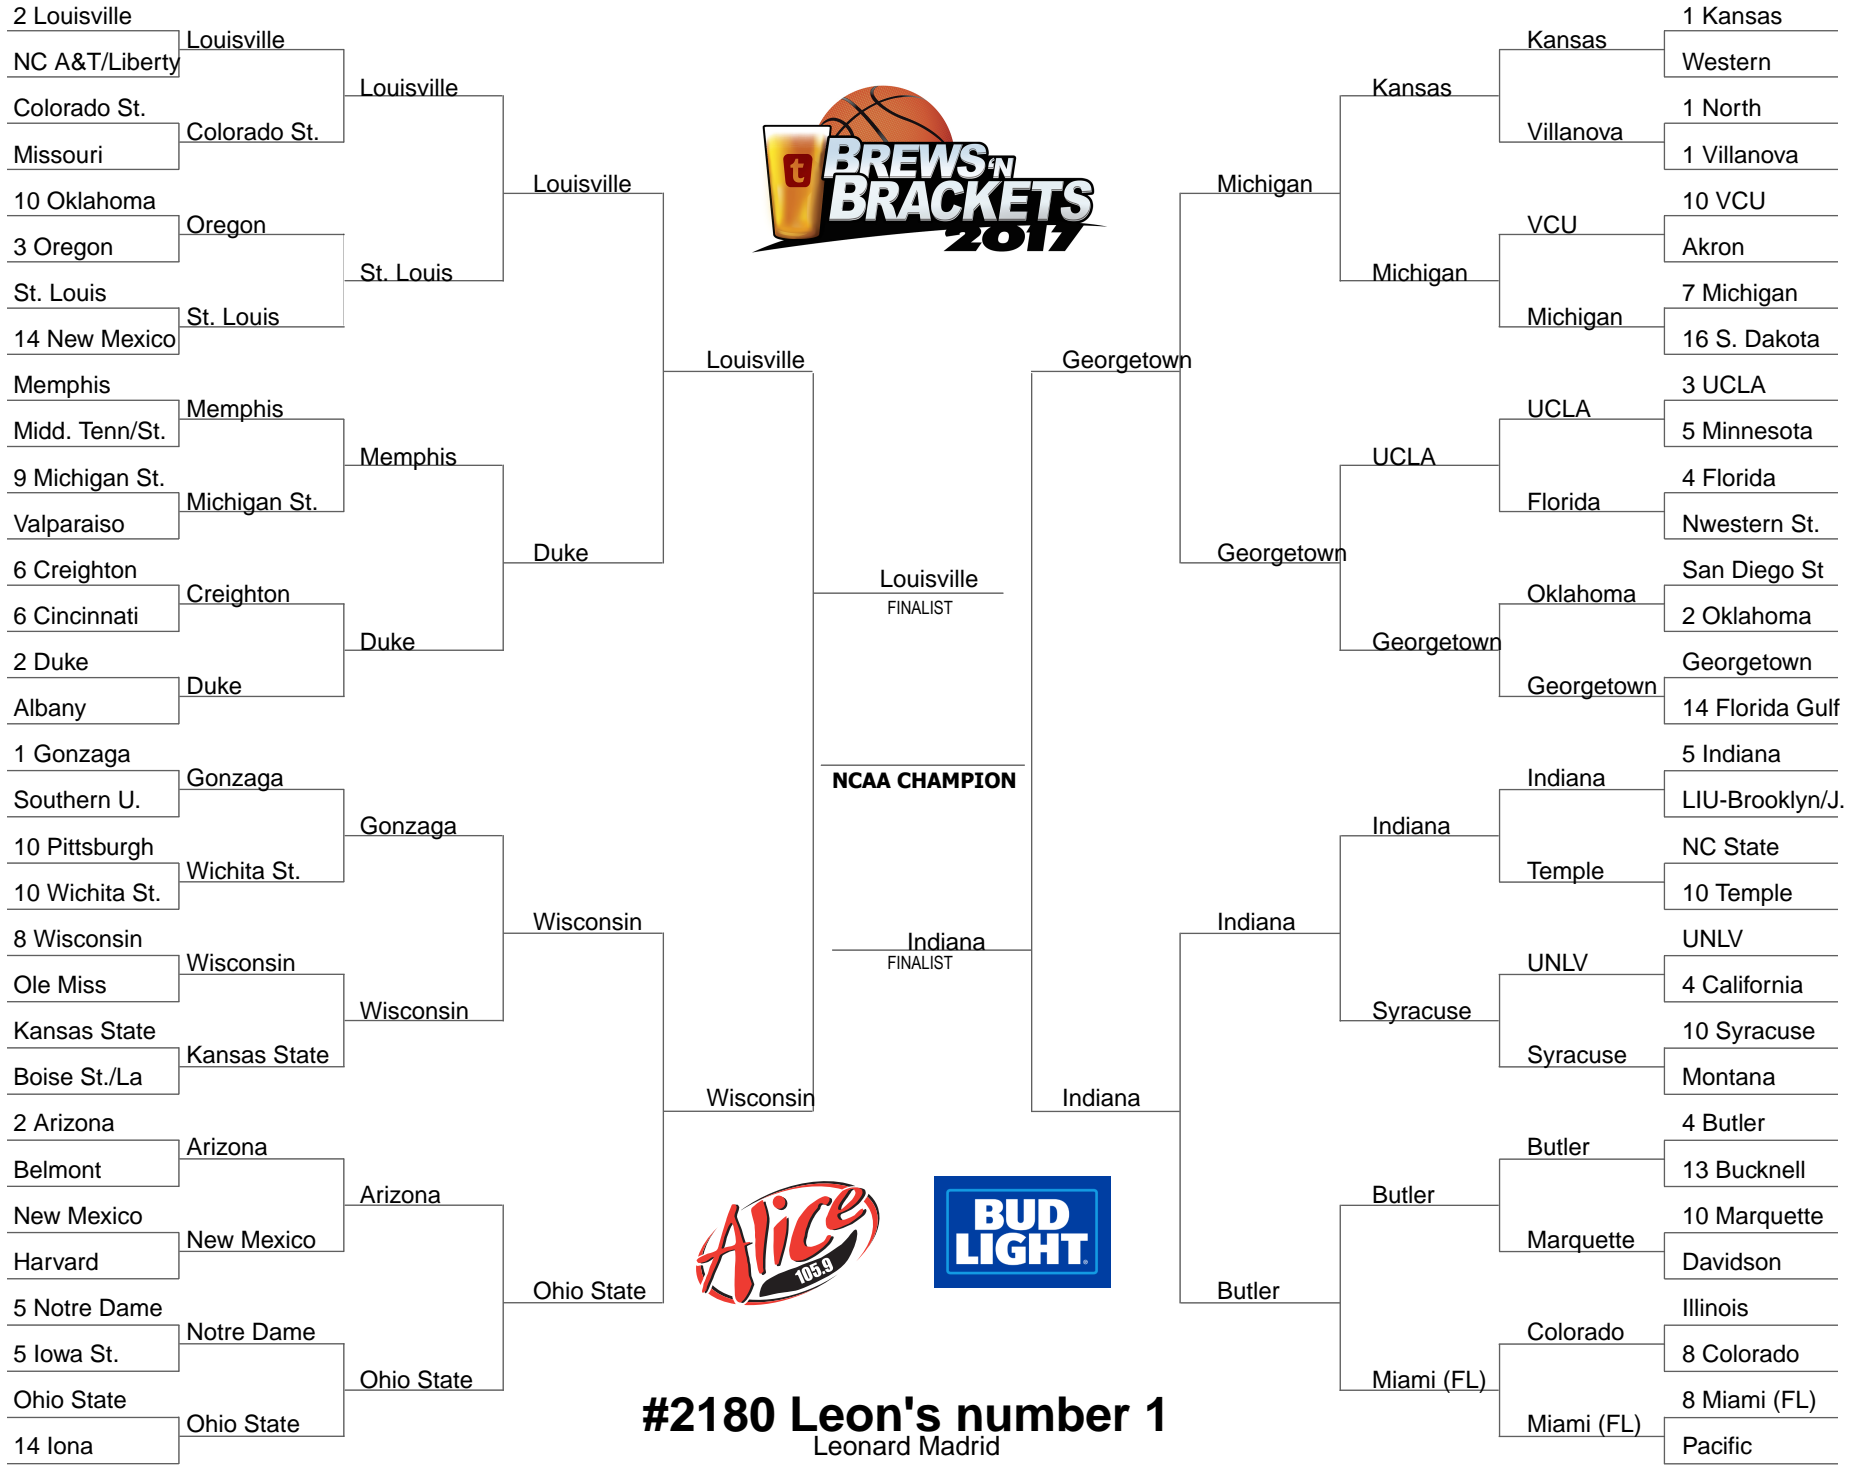 2 Louisville
NC A&T/Liberty
Colorado St.
Missouri
10 Oklahoma
3 Oregon
St. Louis
14 New Mexico
Memphis
Midd. Tenn/St.
9 Michigan St.
Valparaiso
6 Creighton
6 Cincinnati
2 Duke
Albany
1 Gonzaga
Southern U.
10 Pittsburgh
10 Wichita St.
8 Wisconsin
Ole Miss
Kansas State
Boise St./La
2 Arizona
Belmont
New Mexico
Harvard
5 Notre Dame
5 Iowa St.
Ohio State
14 Iona
Louisville
Colorado St.
Oregon
St. Louis
Memphis
Michigan St.
Creighton
Duke
Gonzaga
Wichita St.
Wisconsin
Kansas State
Arizona
New Mexico
Notre Dame
Ohio State
Louisville
St. Louis
Memphis
Duke
Gonzaga
Wisconsin
Arizona
Ohio State
Louisville
Duke
Wisconsin
Ohio State
Louisville
Wisconsin
t
BREWS 'N
BRACKETS
2017
Louisville
FINALIST
NCAA CHAMPION
Indiana
FINALIST
Alice
105.9
BUD
LIGHT
#2180 Leon's number 1
Leonard Madrid
Georgetown
Indiana
Michigan
Georgetown
Indiana
Butler
Kansas
Michigan
UCLA
Georgetown
Indiana
Syracuse
Butler
Miami (FL)
Kansas
Villanova
VCU
Michigan
UCLA
Florida
Oklahoma
Georgetown
Indiana
Temple
UNLV
Syracuse
Butler
Marquette
Colorado
Miami (FL)
1 Kansas
Western
1 North
1 Villanova
10 VCU
Akron
7 Michigan
16 S. Dakota
3 UCLA
5 Minnesota
4 Florida
Nwestern St.
San Diego St
2 Oklahoma
Georgetown
14 Florida Gulf
5 Indiana
LIU-Brooklyn/J.
NC State
10 Temple
UNLV
4 California
10 Syracuse
Montana
4 Butler
13 Bucknell
10 Marquette
Davidson
Illinois
8 Colorado
8 Miami (FL)
Pacific